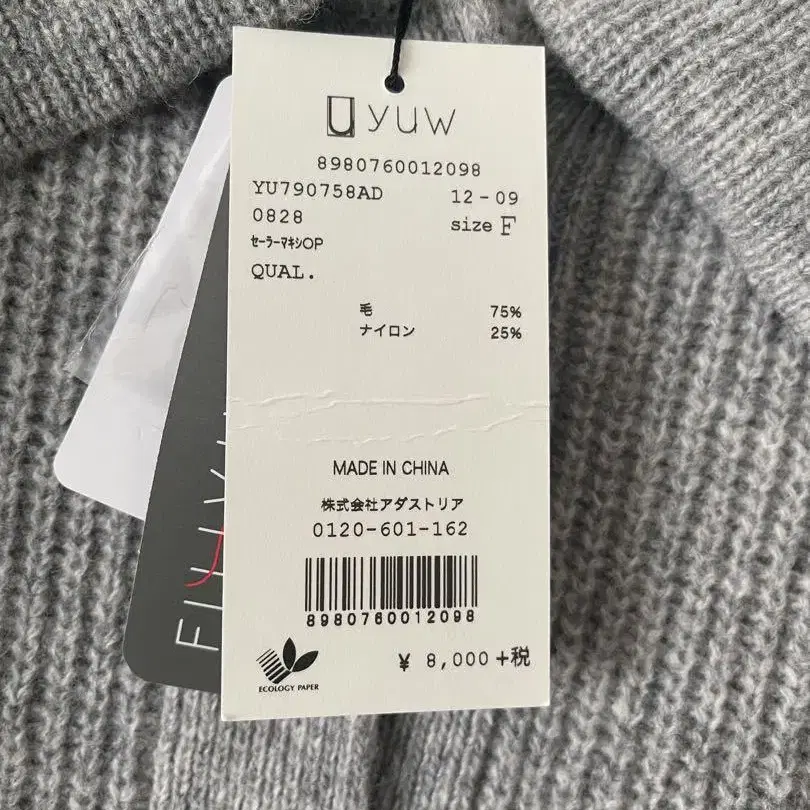 yuw
8980760012098
YU790758AD 12-09
0828 size F
ｾｰﾗｰﾏｷｼOP
QUAL.
毛 75%
ナイロン 25%
MADE IN CHINA
株式会社アダストリア
0120-601-162
8980760012098
ECOLOGY PAPER
¥ 8,000+税